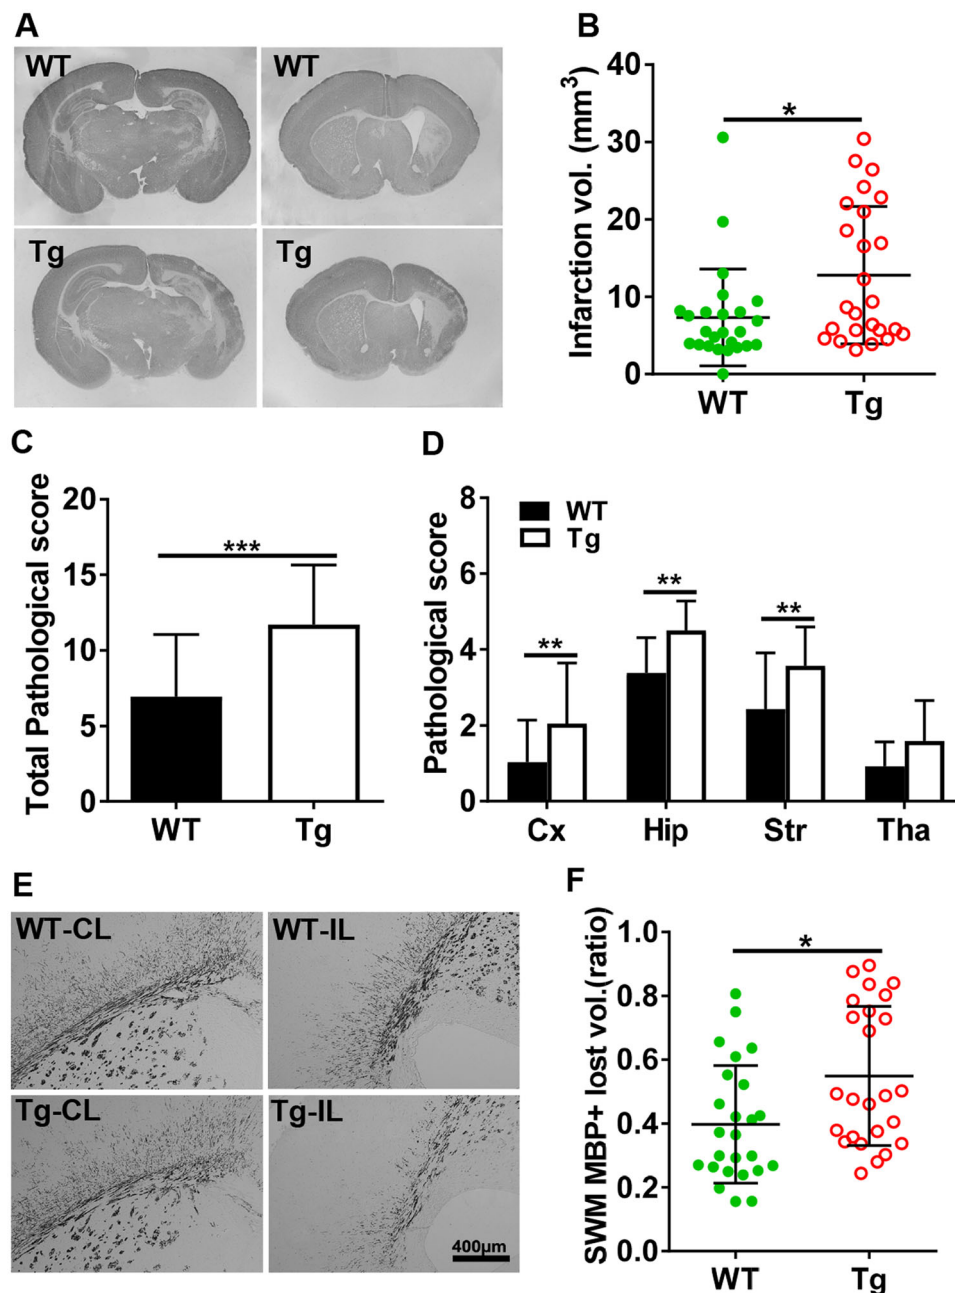 A
WT
WT
Tg
Tg
B
Infarction vol. (mm³)
40
30
20
10
0
*
WT
Tg
C
Total Pathological score
20
15
10
5
0
***
WT
Tg
D
Pathological score
8
6
4
2
0
WT
Tg
**
**
**
Cx
Hip
Str
Tha
E
WT-CL
WT-IL
Tg-CL
Tg-IL
400μm
F
SWM MBP+ lost vol.(ratio)
1.0
0.8
0.6
0.4
0.2
0.0
*
WT
Tg